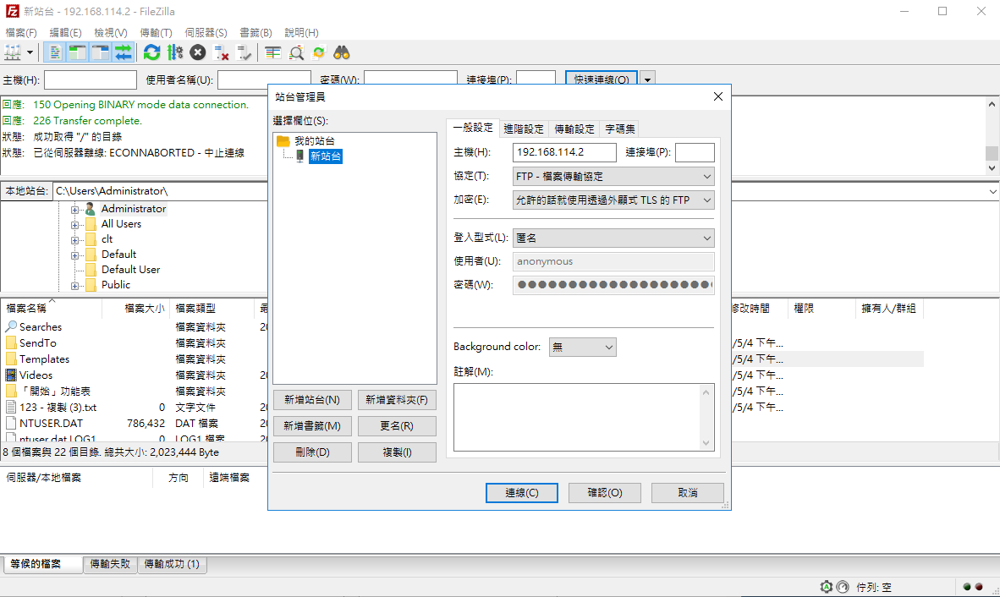 新站台 - 192.168.114.2 - FileZilla
檔案(F) 編輯(E) 檢視(V) 傳輸(T) 伺服器(S) 書籤(B) 說明(H)
主機(H): 使用者名稱(U): 密碼(W): 連接埠(P): 快速連線(Q)
回應: 150 Opening BINARY mode data connection.
回應: 226 Transfer complete.
狀態: 成功取得 "/" 的目錄
狀態: 已從伺服器離線: ECONNABORTED - 中止連線
本地站台: C:\Users\Administrator\
Administrator
All Users
clt
Default
Default User
Public
檔案名稱 檔案大小 檔案類型
Searches 檔案資料夾
SendTo 檔案資料夾
Templates 檔案資料夾
Videos 檔案資料夾
「開始」功能表 檔案資料夾
123 - 複製 (3).txt 0 文字文件
NTUSER.DAT 786,432 DAT 檔案
ntuser.dat.LOG1 0 LOG1 檔案
8 個檔案與 22 個目錄. 總共大小: 2,023,444 Byte
修改時間 權限 擁有人/群組
/5/4 下午...
/5/4 下午...
/5/4 下午...
/5/4 下午...
/5/4 下午...
伺服器/本地檔案 方向 遠端檔案
站台管理員
選擇欄位(S):
我的站台
新站台
新增站台(N) 新增資料夾(F)
新增書籤(M) 更名(R)
刪除(D) 複製(I)
一般設定 進階設定 傳輸設定 字碼集
主機(H): 192.168.114.2 連接埠(P):
協定(T): FTP - 檔案傳輸協定
加密(E): 允許的話就使用透過外顯式 TLS 的 FTP
登入型式(L): 匿名
使用者(U): anonymous
密碼(W): ●●●●●●●●●●●●●●●●●●
Background color: 無
註解(M):
連線(C) 確認(O) 取消
等候的檔案 傳輸失敗 傳輸成功 (1)
佇列: 空